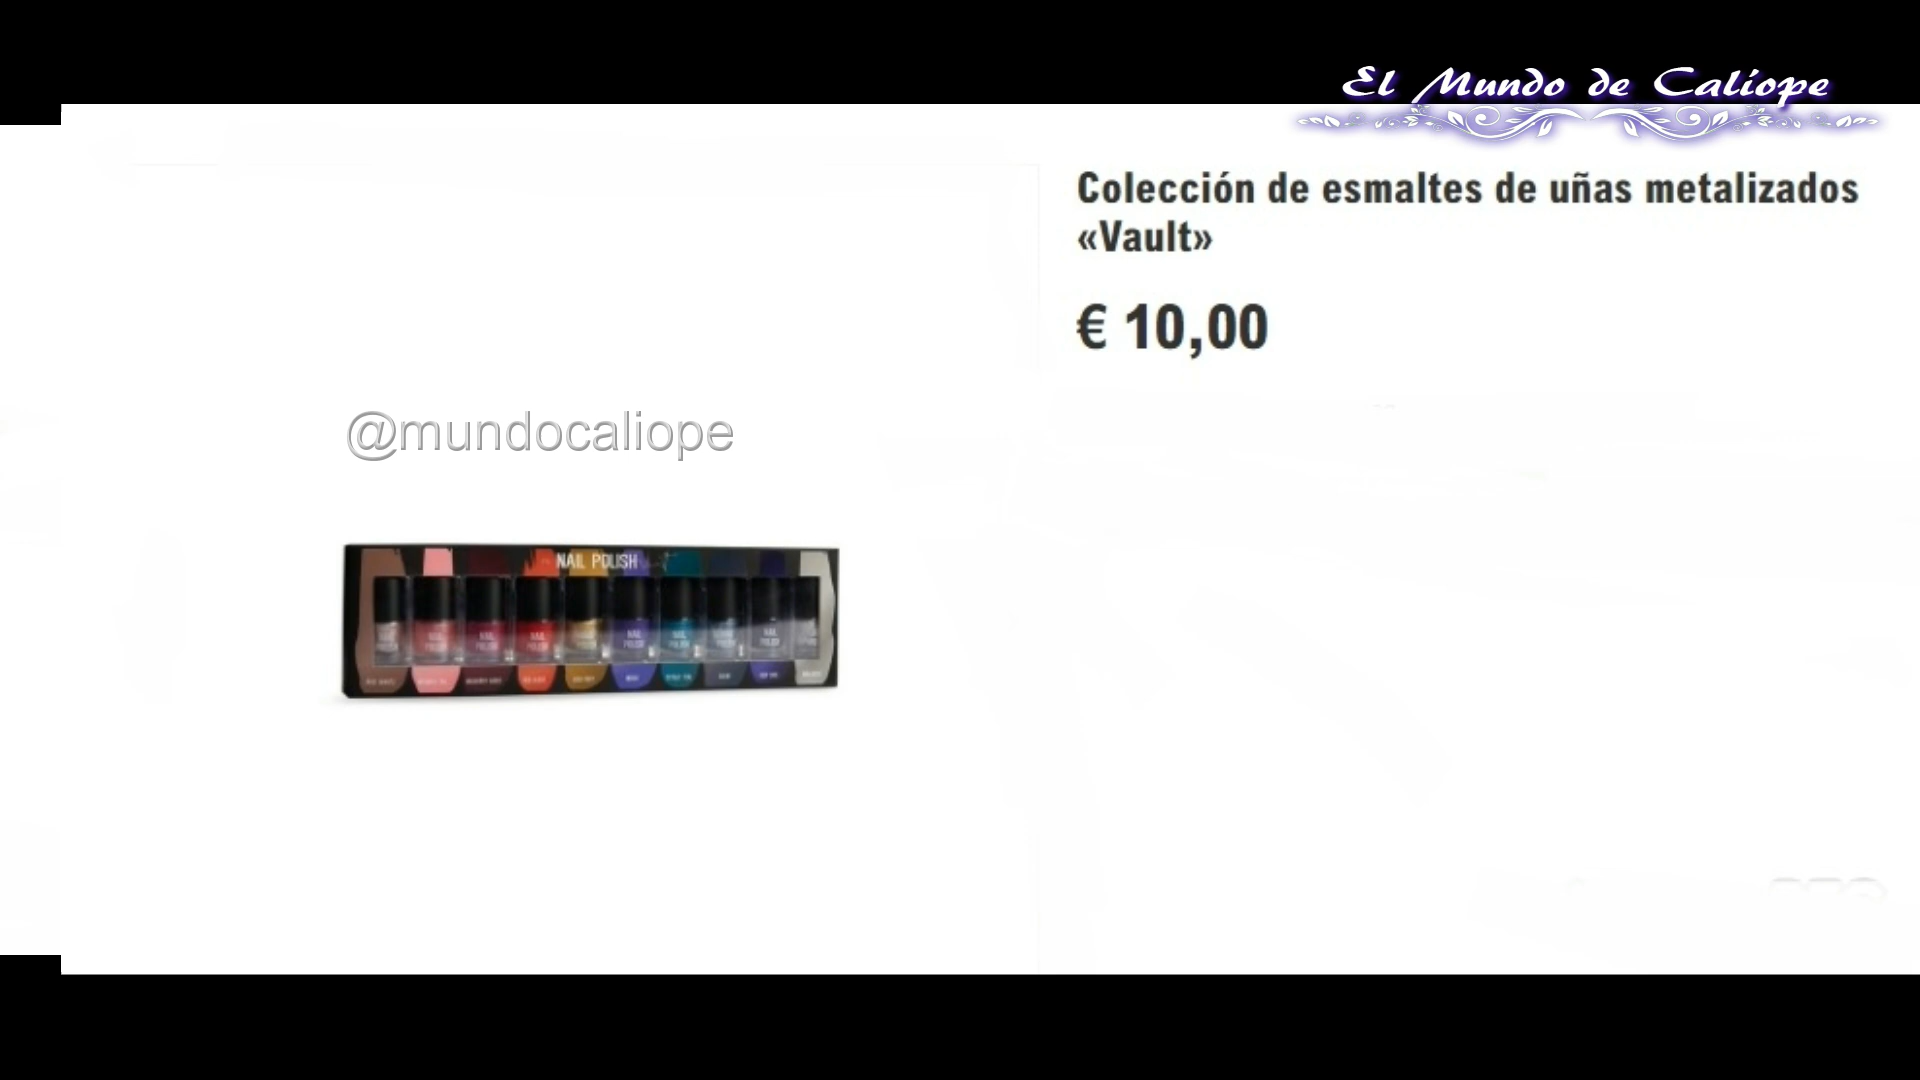 El Mundo de Calíope
Colección de esmaltes de uñas metalizados
«Vault»
€ 10,00
@mundocaliope
NAIL POLISH